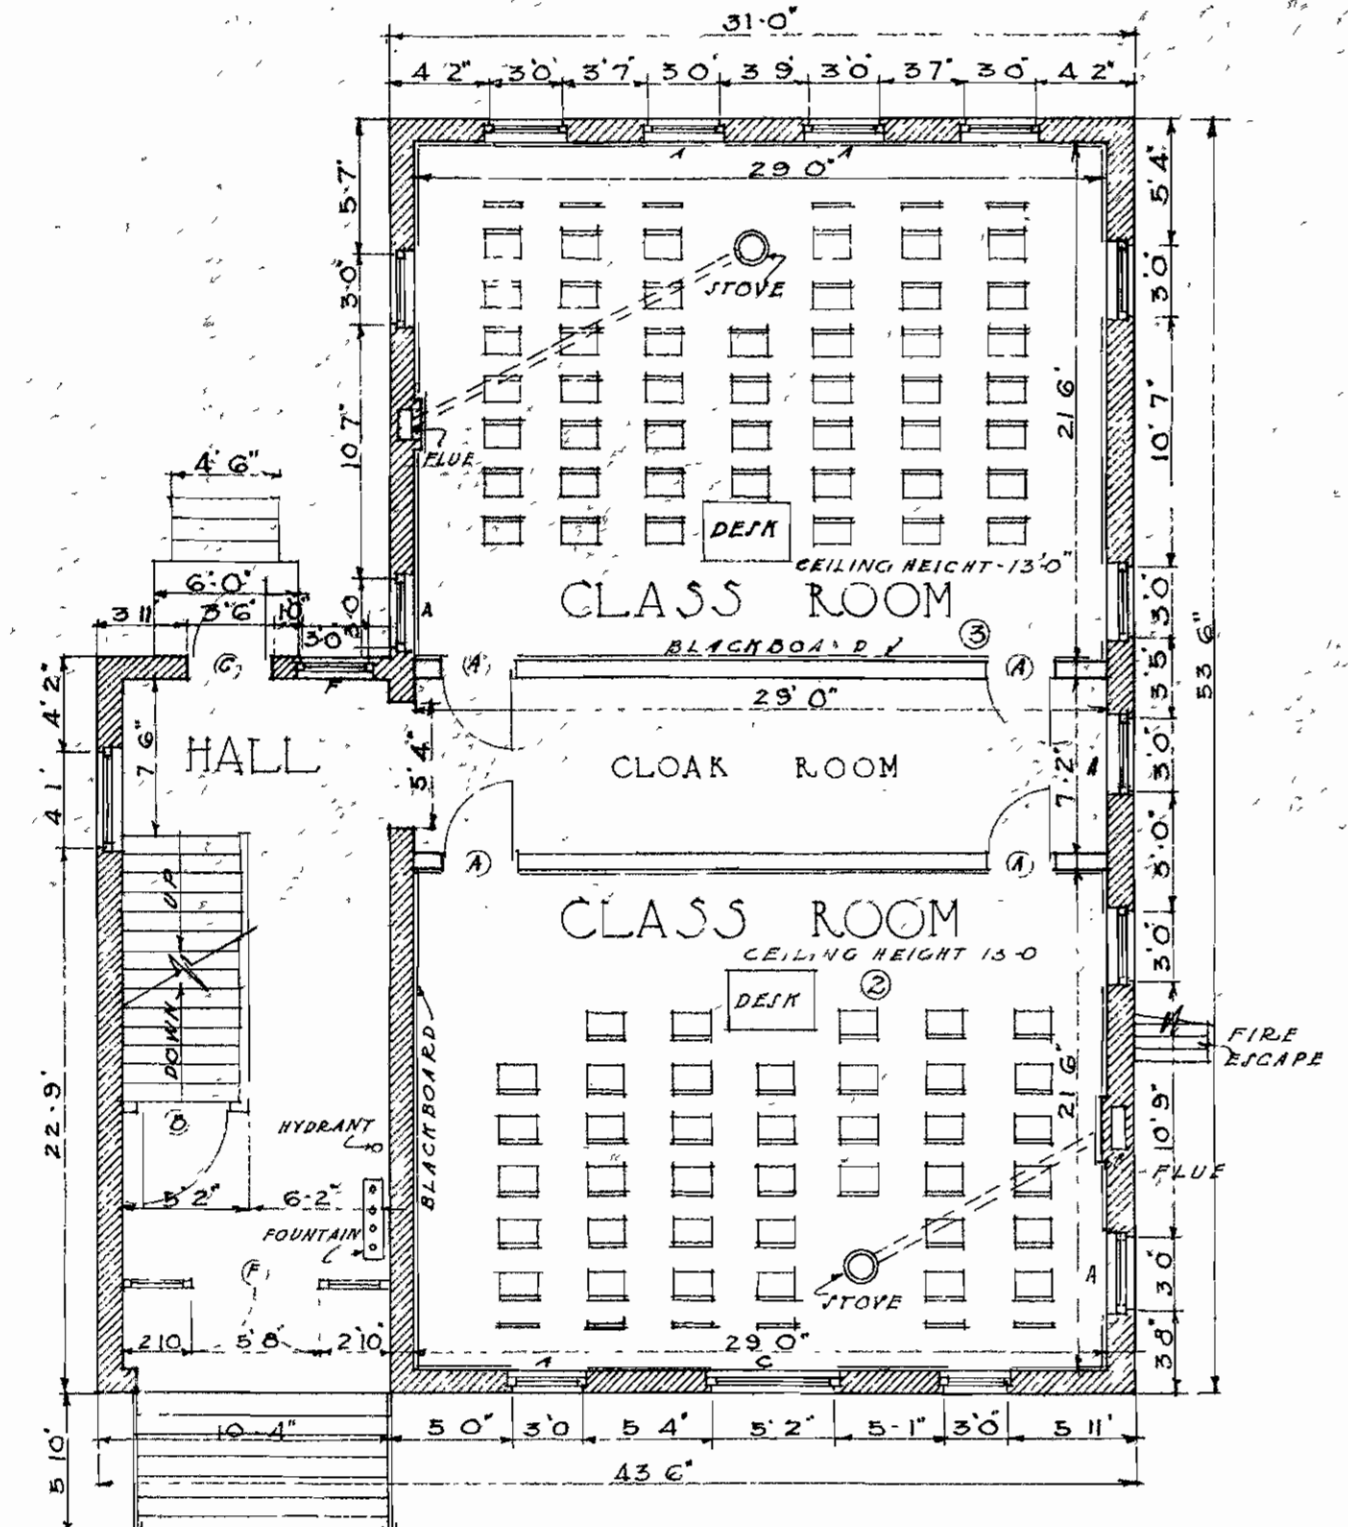 31·0"
4 2" 3'0' 3'7" 3 0' 3 9' 3'0" 3 7" 3 0" 4 2"
29 0"
5·7"
5' 4"
3·0"
3'0"
STOVE
10 7"
21 6'
10' 7"
FLUE
4' 6"
DESK
CEILING HEIGHT-13'0"
CLASS ROOM
6'-0"
3 11' 3'6" 10"
3'0"
3·0
A
3'0"
BLACKBOARD
3
G
A
A
F
3'5"
53 6"
4' 2"
29' 0"
7 6"
HALL
5'4"
CLOAK ROOM
7'-2"
A
3'0"
4 1'
3'-0"
A
A
UP
CLASS ROOM
CEILING HEIGHT 13-0
3'0"
DESK
2
DOWN
BLACKBOARD
FIRE
ESCAPE
21 6"
10' 9"
22-9'
HYDRANT
FLUE
5'2" 6-2"
FOUNTAIN
F
A
3 0"
STOVE
2 10 5'8" 2'10"
29 0"
3'8"
A
C
10-4"
5 0" 3'0 5 4" 5'2" 5-1" 3'0" 5 11'
5 10'
43 6"